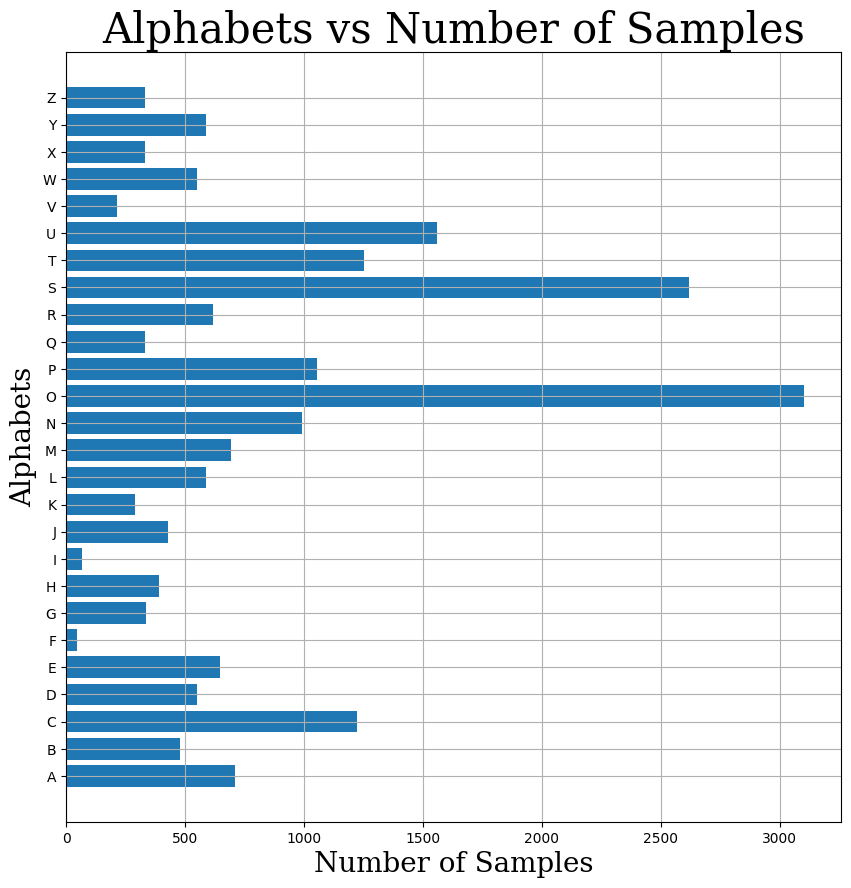 Alphabets vs Number of Samples
Z
Y
X
W
V
U
T
S
R
Q
P
O
N
M
L
K
J
I
H
G
F
E
D
C
B
A
Alphabets
0 500 1000 1500 2000 2500 3000
Number of Samples